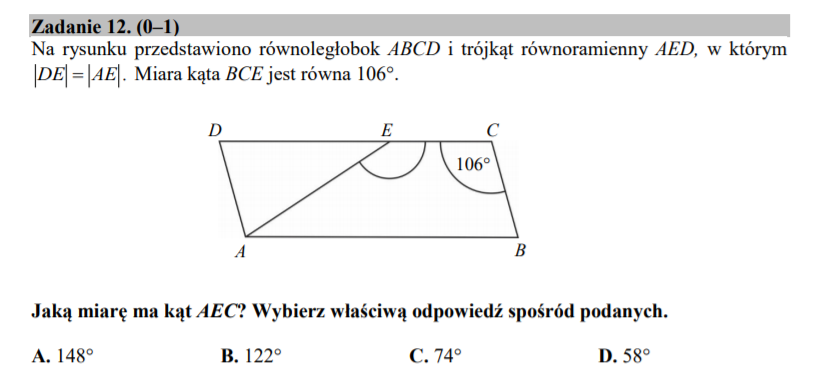 Zadanie 12. (0–1)
Na rysunku przedstawiono równoległobok ABCD i trójkąt równoramienny AED, w którym
|DE| = |AE|. Miara kąta BCE jest równa 106°.
D E C
106°
A B
Jaką miarę ma kąt AEC? Wybierz właściwą odpowiedź spośród podanych.
A. 148° B. 122° C. 74° D. 58°